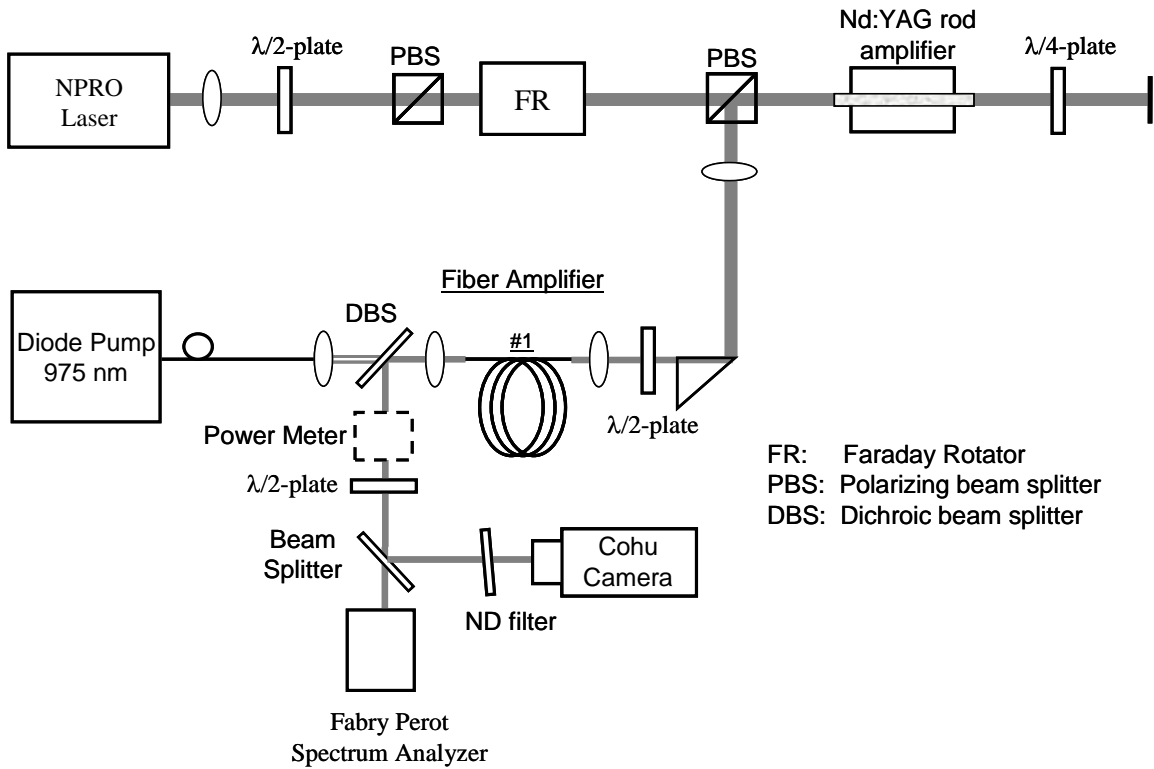 Nd:YAG rod
amplifier
λ/2-plate
PBS
PBS
λ/4-plate
NPRO
Laser
FR
Fiber Amplifier
DBS
#1
Diode Pump
975 nm
λ/2-plate
Power Meter
λ/2-plate
FR: Faraday Rotator
PBS: Polarizing beam splitter
DBS: Dichroic beam splitter
Beam
Splitter
Cohu
Camera
ND filter
Fabry Perot
Spectrum Analyzer